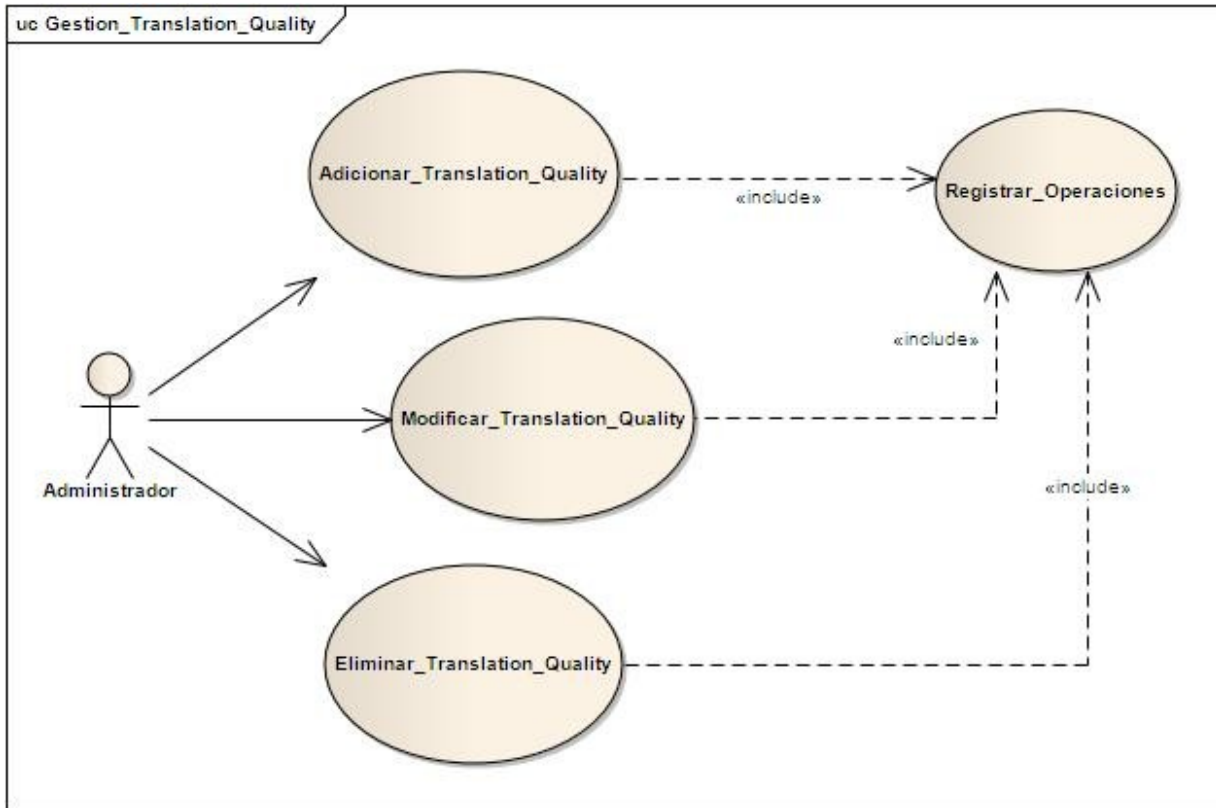 uc Gestion_Translation_Quality
Adicionar_Translation_Quality
«include»
Registrar_Operaciones
«include»
Modificar_Translation_Quality
«include»
Administrador
Eliminar_Translation_Quality